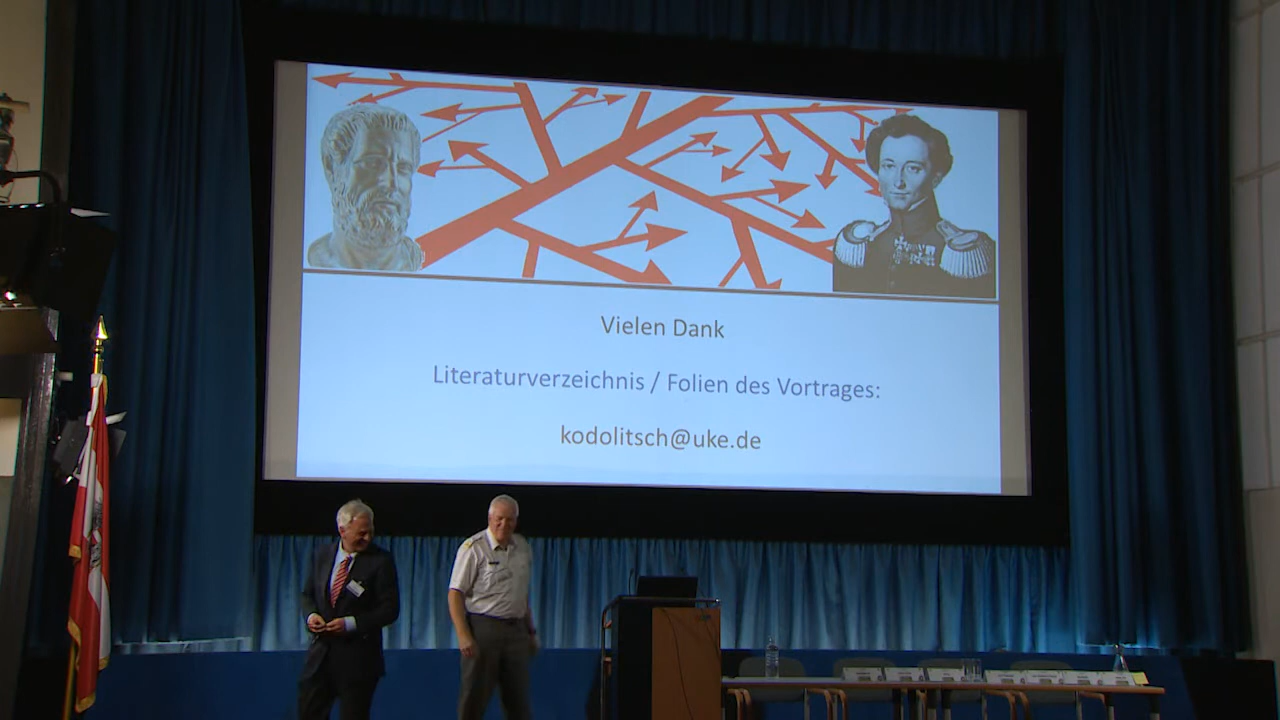 Vielen Dank
Literaturverzeichnis / Folien des Vortrages:
kodolitsch@uke.de